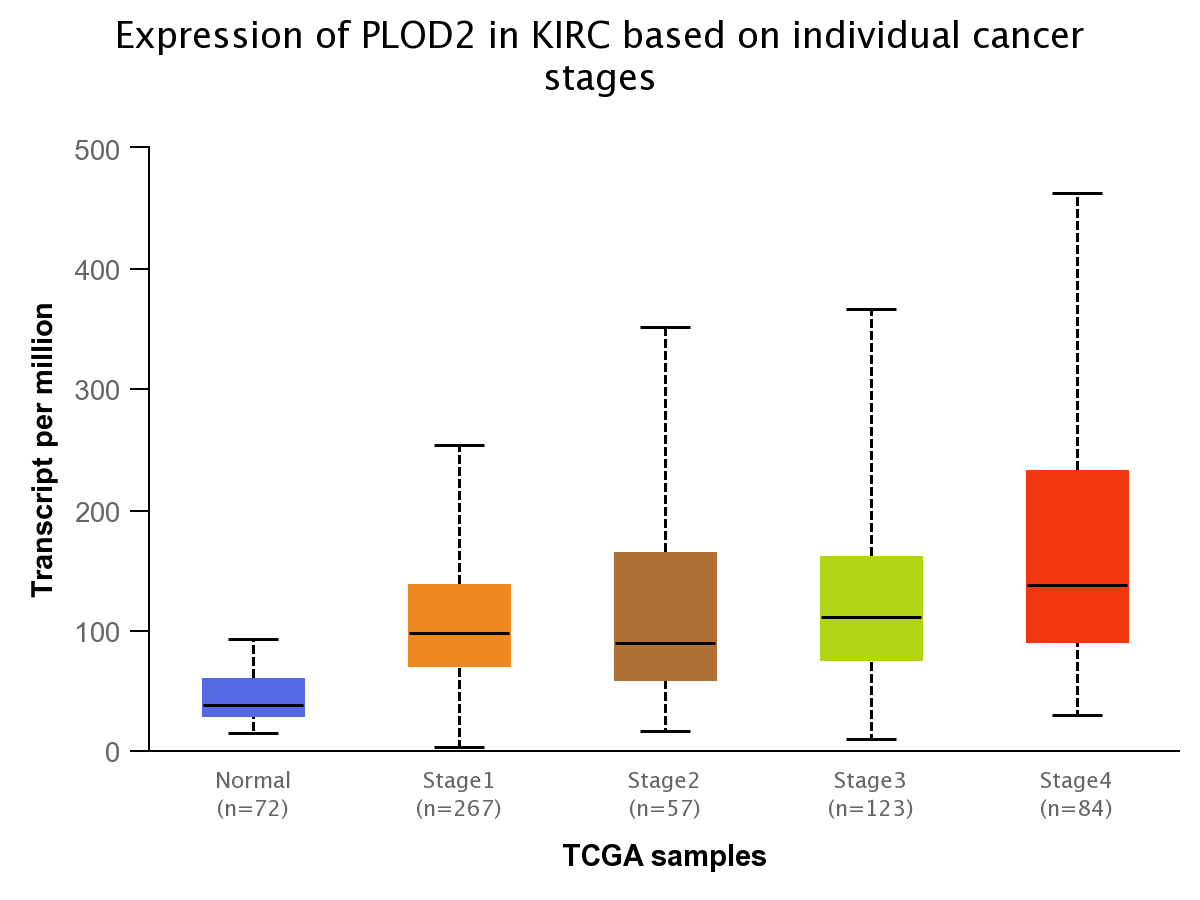 Expression of PLOD2 in KIRC based on individual cancer
stages
Transcript per million
500
400
300
200
100
0
Normal
(n=72)
Stage1
(n=267)
Stage2
(n=57)
Stage3
(n=123)
Stage4
(n=84)
TCGA samples